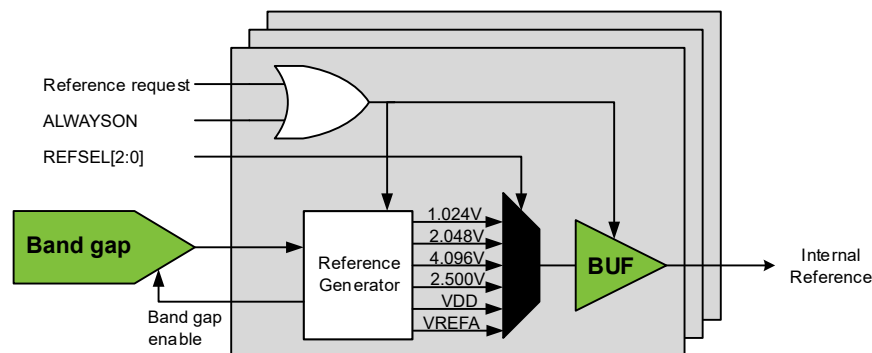 Reference request
ALWAYSON
REFSEL[2:0]
Band gap
Reference
Generator
1.024V
2.048V
4.096V
2.500V
VDD
VREFA
BUF
Internal
Reference
Band gap
enable